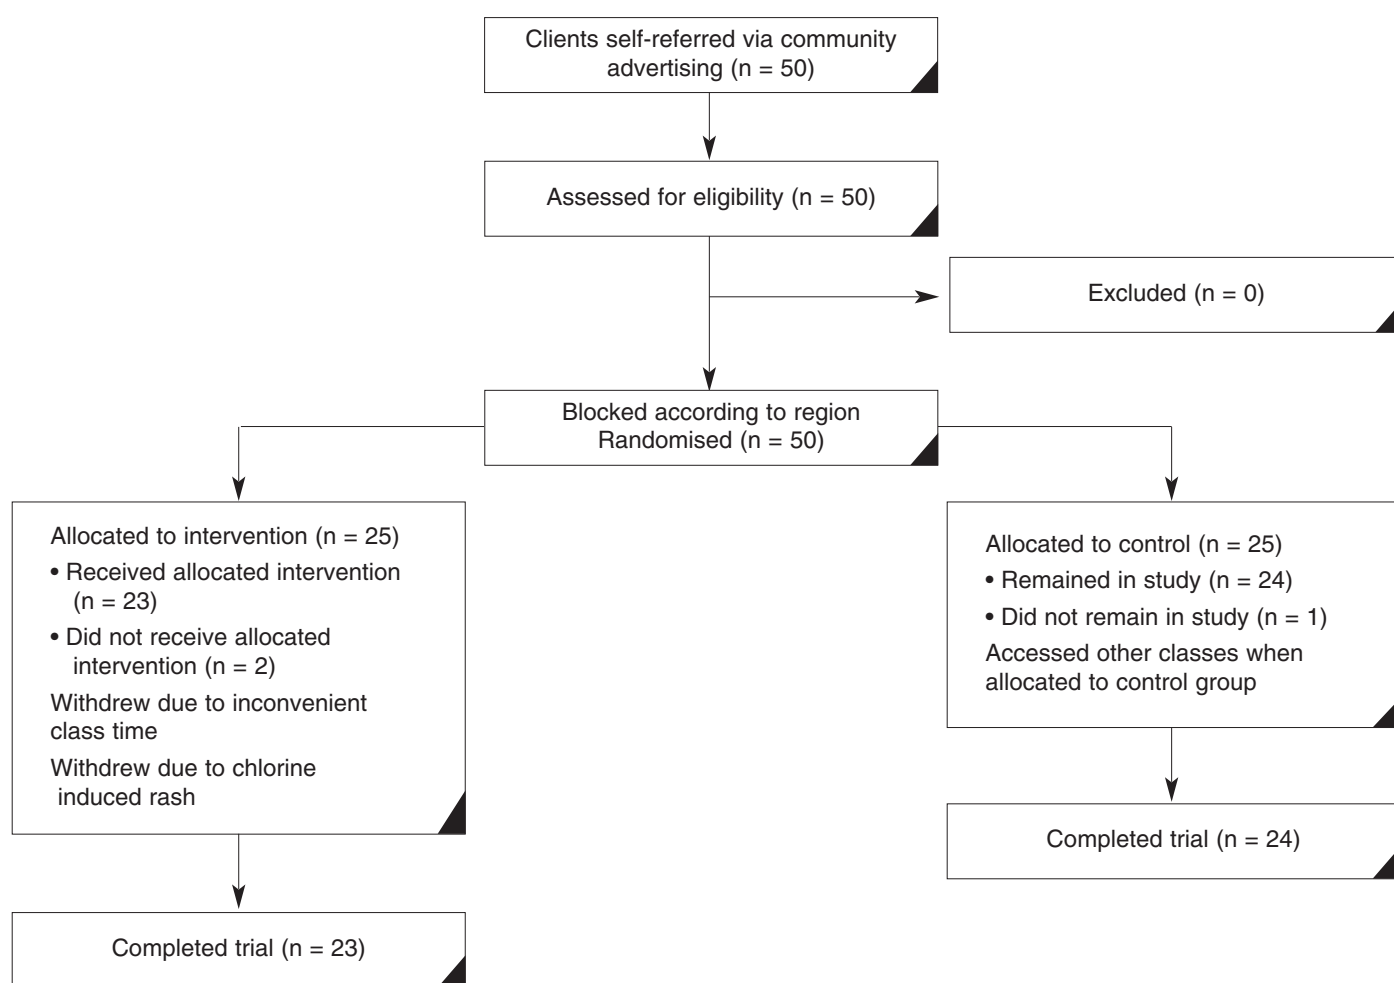 Clients self-referred via community
advertising (n = 50)
Assessed for eligibility (n = 50)
Excluded (n = 0)
Blocked according to region
Randomised (n = 50)
Allocated to intervention (n = 25)
• Received allocated intervention
(n = 23)
• Did not receive allocated
intervention (n = 2)
Withdrew due to inconvenient
class time
Withdrew due to chlorine
induced rash
Completed trial (n = 23)
Allocated to control (n = 25)
• Remained in study (n = 24)
• Did not remain in study (n = 1)
Accessed other classes when
allocated to control group
Completed trial (n = 24)